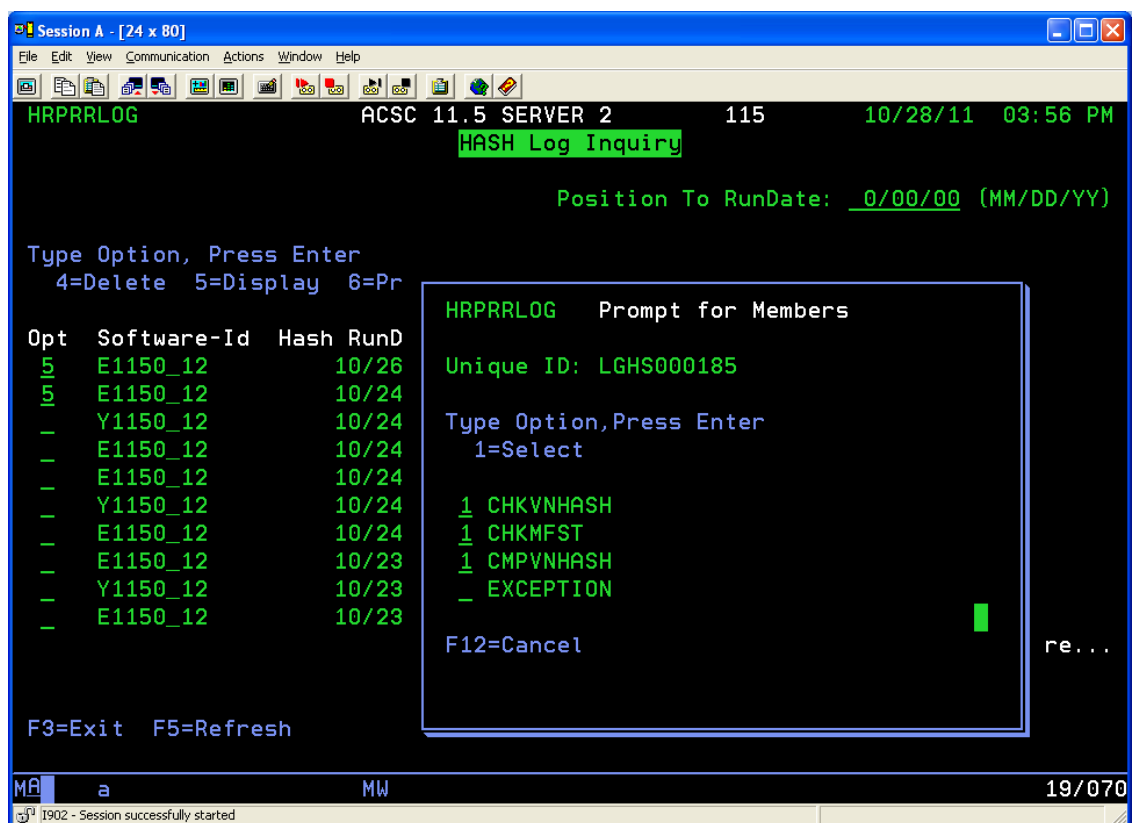 Session A - [24 x 80]
File Edit View Communication Actions Window Help
HRPRRLOG ACSC 11.5 SERVER 2 115 10/28/11 03:56 PM
HASH Log Inquiry
Position To RunDate: _0/00/00 (MM/DD/YY)
Type Option, Press Enter
4=Delete 5=Display 6=Pr
Opt Software-Id Hash RunD
5 E1150_12 10/26
5 E1150_12 10/24
_ Y1150_12 10/24
_ E1150_12 10/24
_ E1150_12 10/24
_ Y1150_12 10/24
_ E1150_12 10/24
_ E1150_12 10/23
_ Y1150_12 10/23
_ E1150_12 10/23
HRPRRLOG Prompt for Members
Unique ID: LGHS000185
Type Option,Press Enter
1=Select
1 CHKVNHASH
1 CHKMFST
1 CMPVNHASH
_ EXCEPTION
F12=Cancel
re...
F3=Exit F5=Refresh
MA a MW 19/070
I902 - Session successfully started